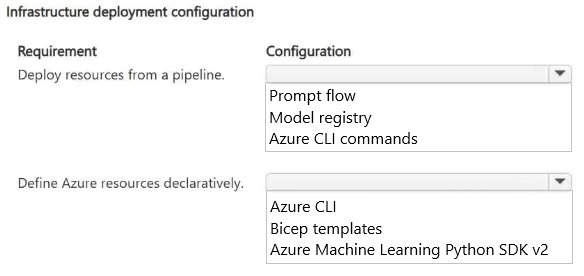 Infrastructure deployment configuration
Requirement Configuration
Deploy resources from a pipeline.
Prompt flow
Model registry
Azure CLI commands
Define Azure resources declaratively.
Azure CLI
Bicep templates
Azure Machine Learning Python SDK v2